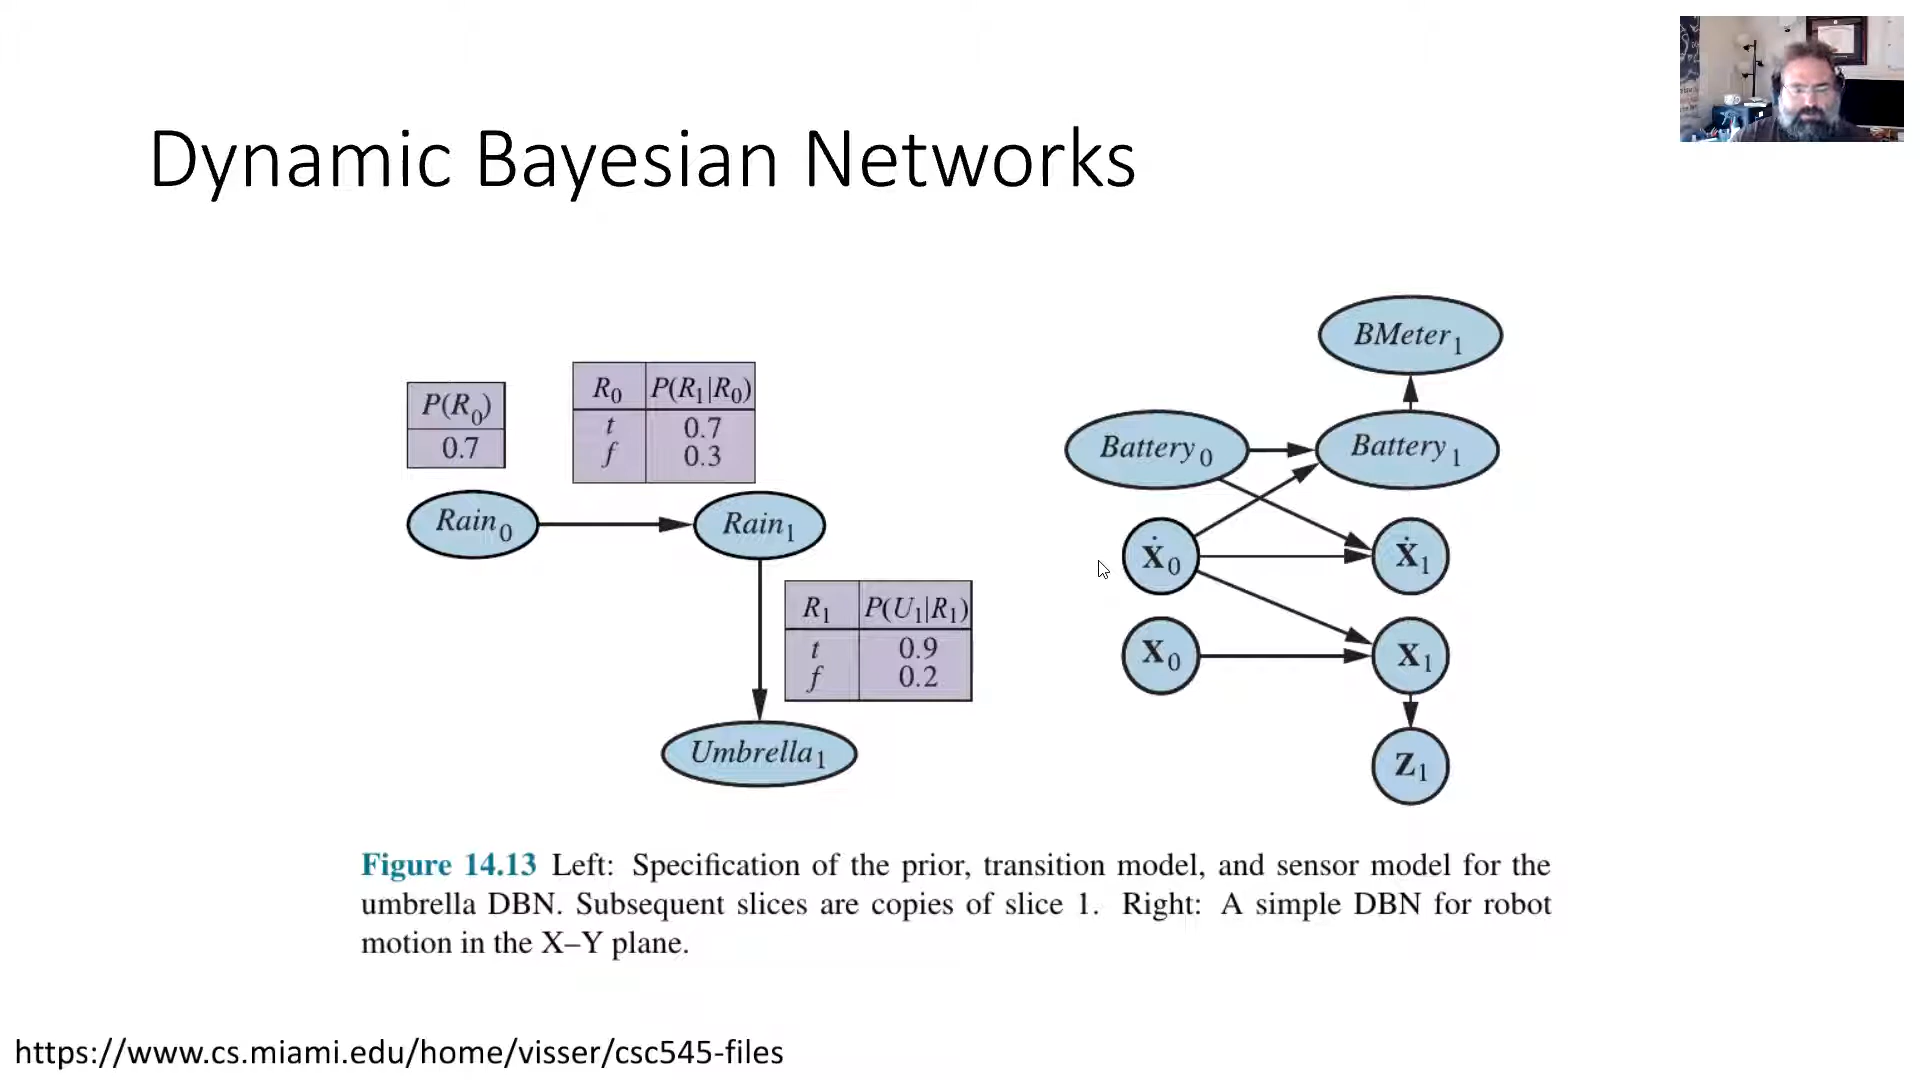 Dynamic Bayesian Networks
P(R₀)
0.7
R₀ P(R₁|R₀)
t 0.7
f 0.3
Rain₀
Rain₁
R₁ P(U₁|R₁)
t 0.9
f 0.2
Umbrella₁
BMeter₁
Battery₀
Battery₁
Ẋ₀
Ẋ₁
X₀
X₁
Z₁
Figure 14.13 Left: Specification of the prior, transition model, and sensor model for the
umbrella DBN. Subsequent slices are copies of slice 1. Right: A simple DBN for robot
motion in the X–Y plane.
https://www.cs.miami.edu/home/visser/csc545-files